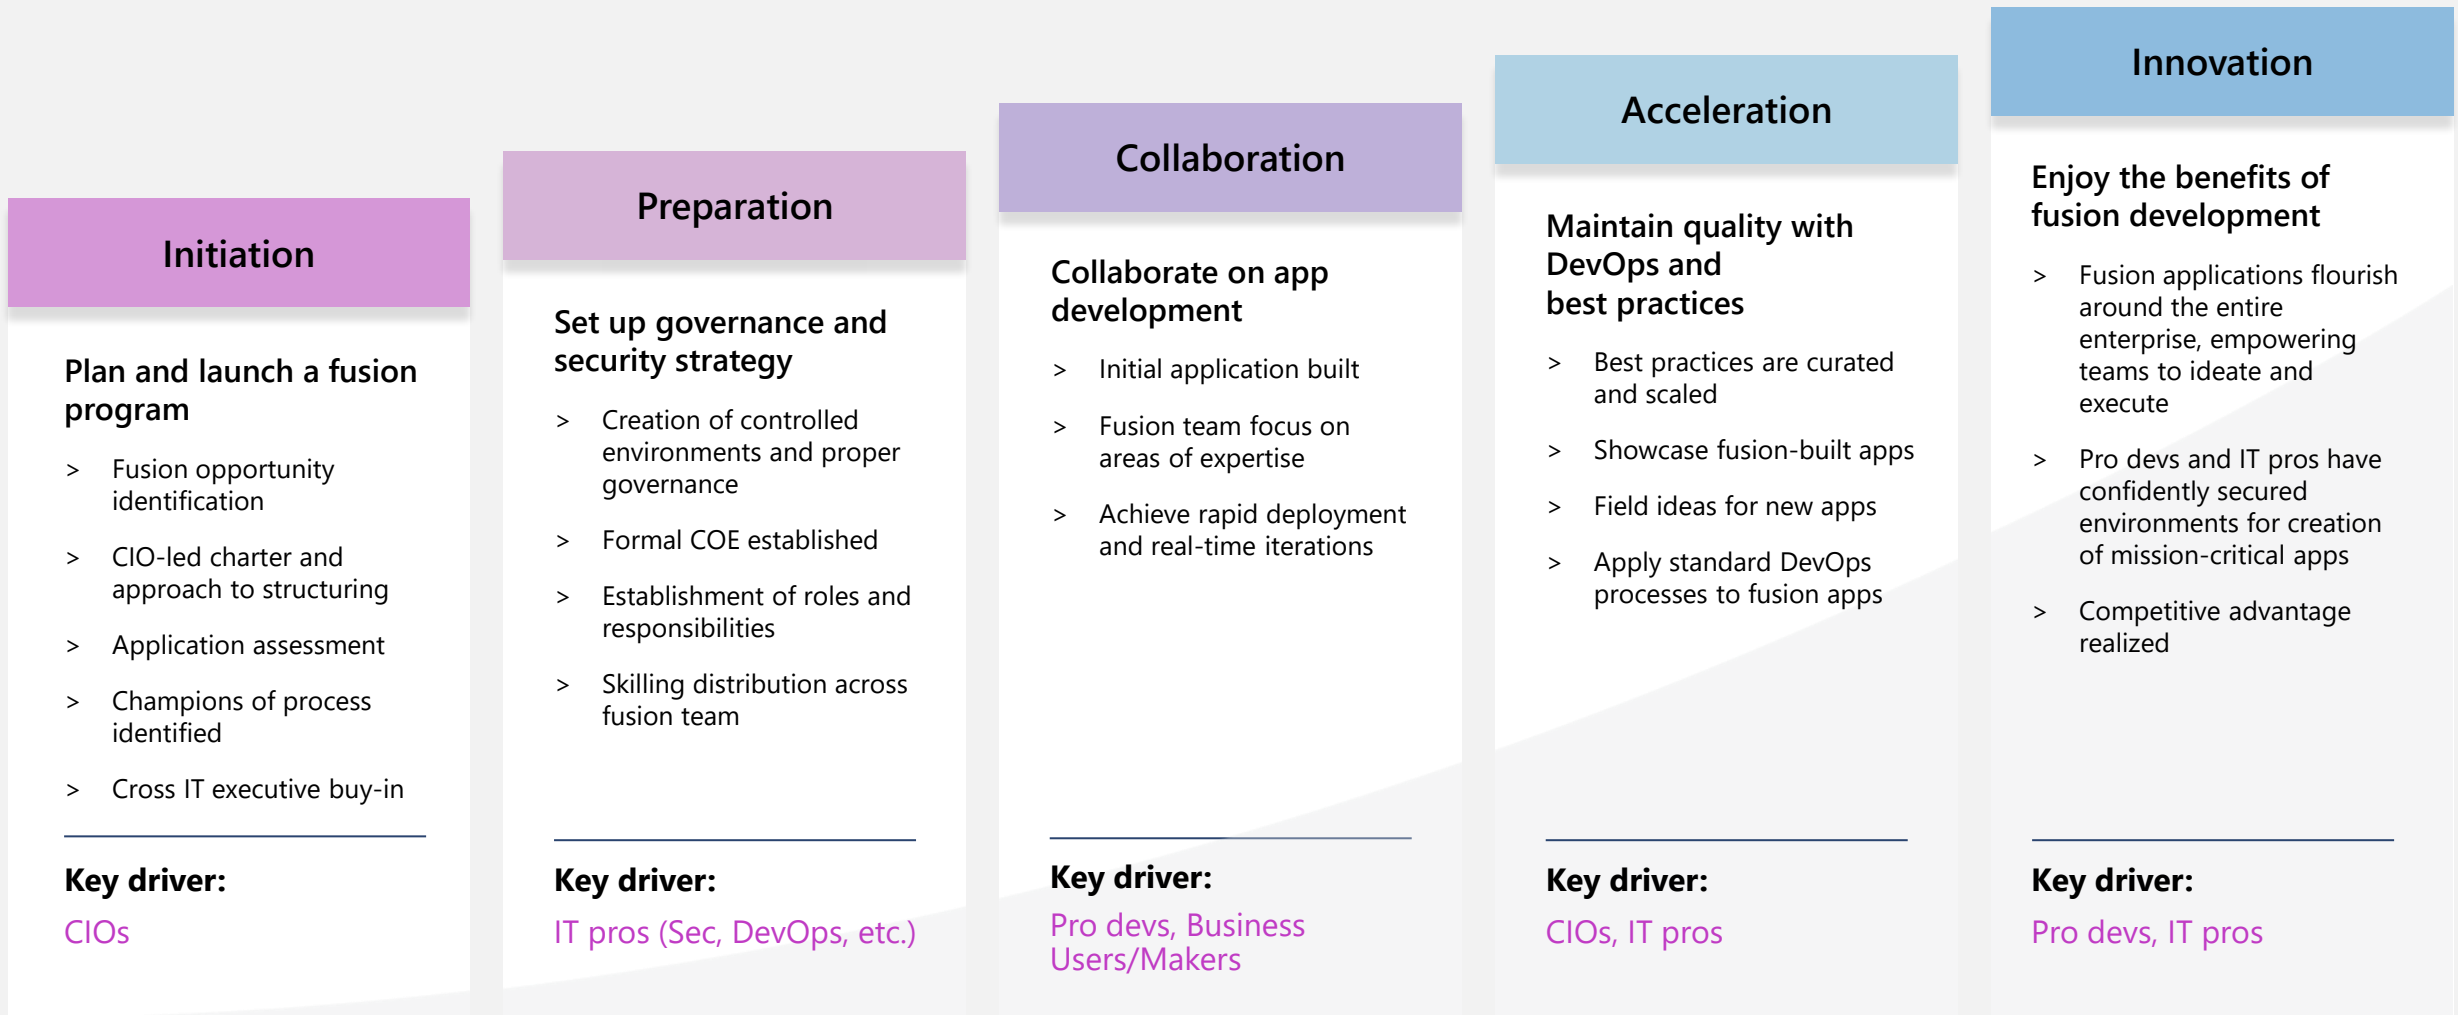 Initiation
Plan and launch a fusion
program
> Fusion opportunity
identification
> CIO-led charter and
approach to structuring
> Application assessment
> Champions of process
identified
> Cross IT executive buy-in
Key driver:
CIOs
Preparation
Set up governance and
security strategy
> Creation of controlled
environments and proper
governance
> Formal COE established
> Establishment of roles and
responsibilities
> Skilling distribution across
fusion team
Key driver:
IT pros (Sec, DevOps, etc.)
Collaboration
Collaborate on app
development
> Initial application built
> Fusion team focus on
areas of expertise
> Achieve rapid deployment
and real-time iterations
Key driver:
Pro devs, Business
Users/Makers
Acceleration
Maintain quality with
DevOps and
best practices
> Best practices are curated
and scaled
> Showcase fusion-built apps
> Field ideas for new apps
> Apply standard DevOps
processes to fusion apps
Key driver:
CIOs, IT pros
Innovation
Enjoy the benefits of
fusion development
> Fusion applications flourish
around the entire
enterprise, empowering
teams to ideate and
execute
> Pro devs and IT pros have
confidently secured
environments for creation
of mission-critical apps
> Competitive advantage
realized
Key driver:
Pro devs, IT pros